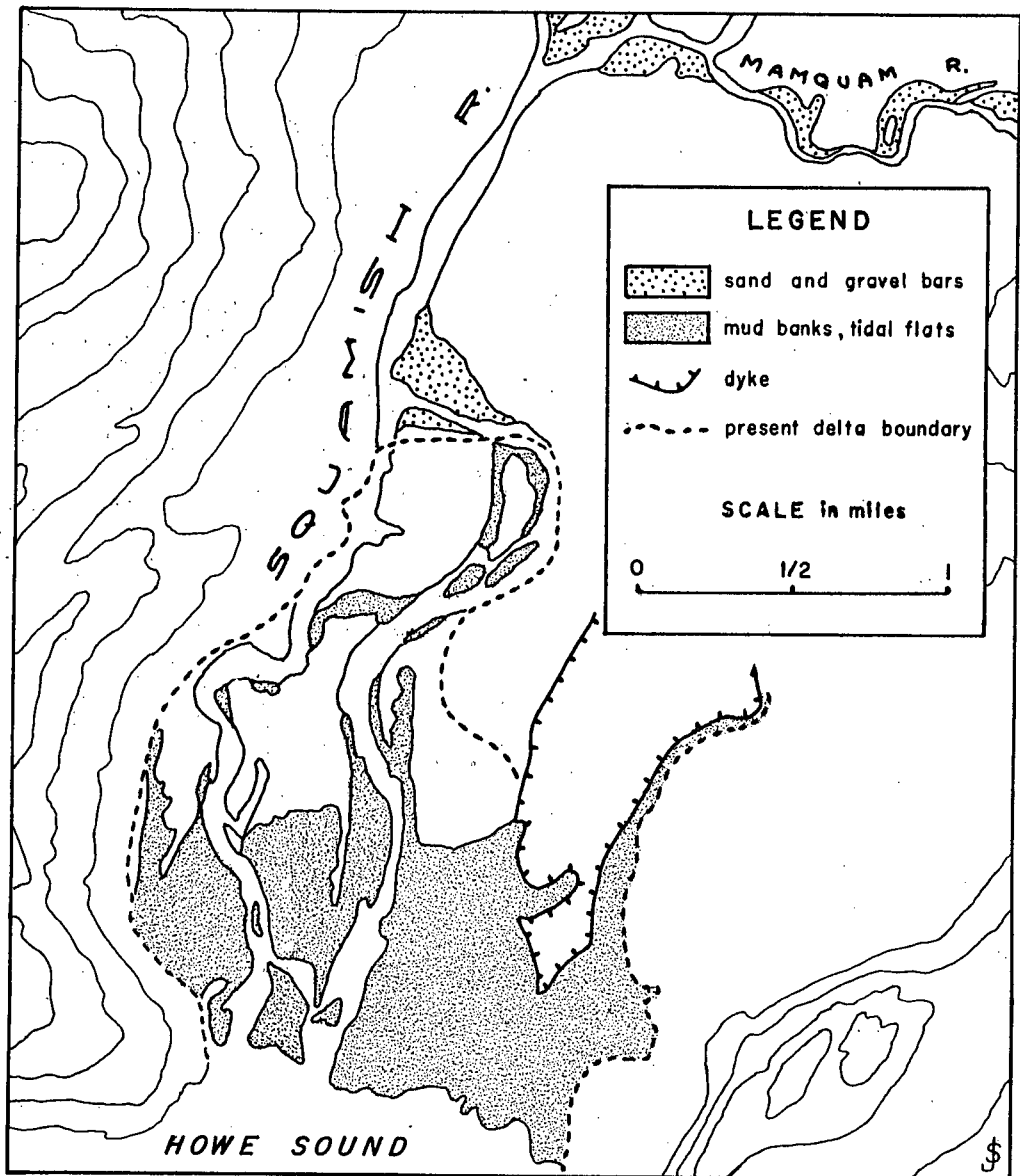 MAMQUAM R.
SQUAMISH R.
LEGEND
sand and gravel bars
mud banks, tidal flats
dyke
present delta boundary
SCALE in miles
0 1/2 1
HOWE SOUND